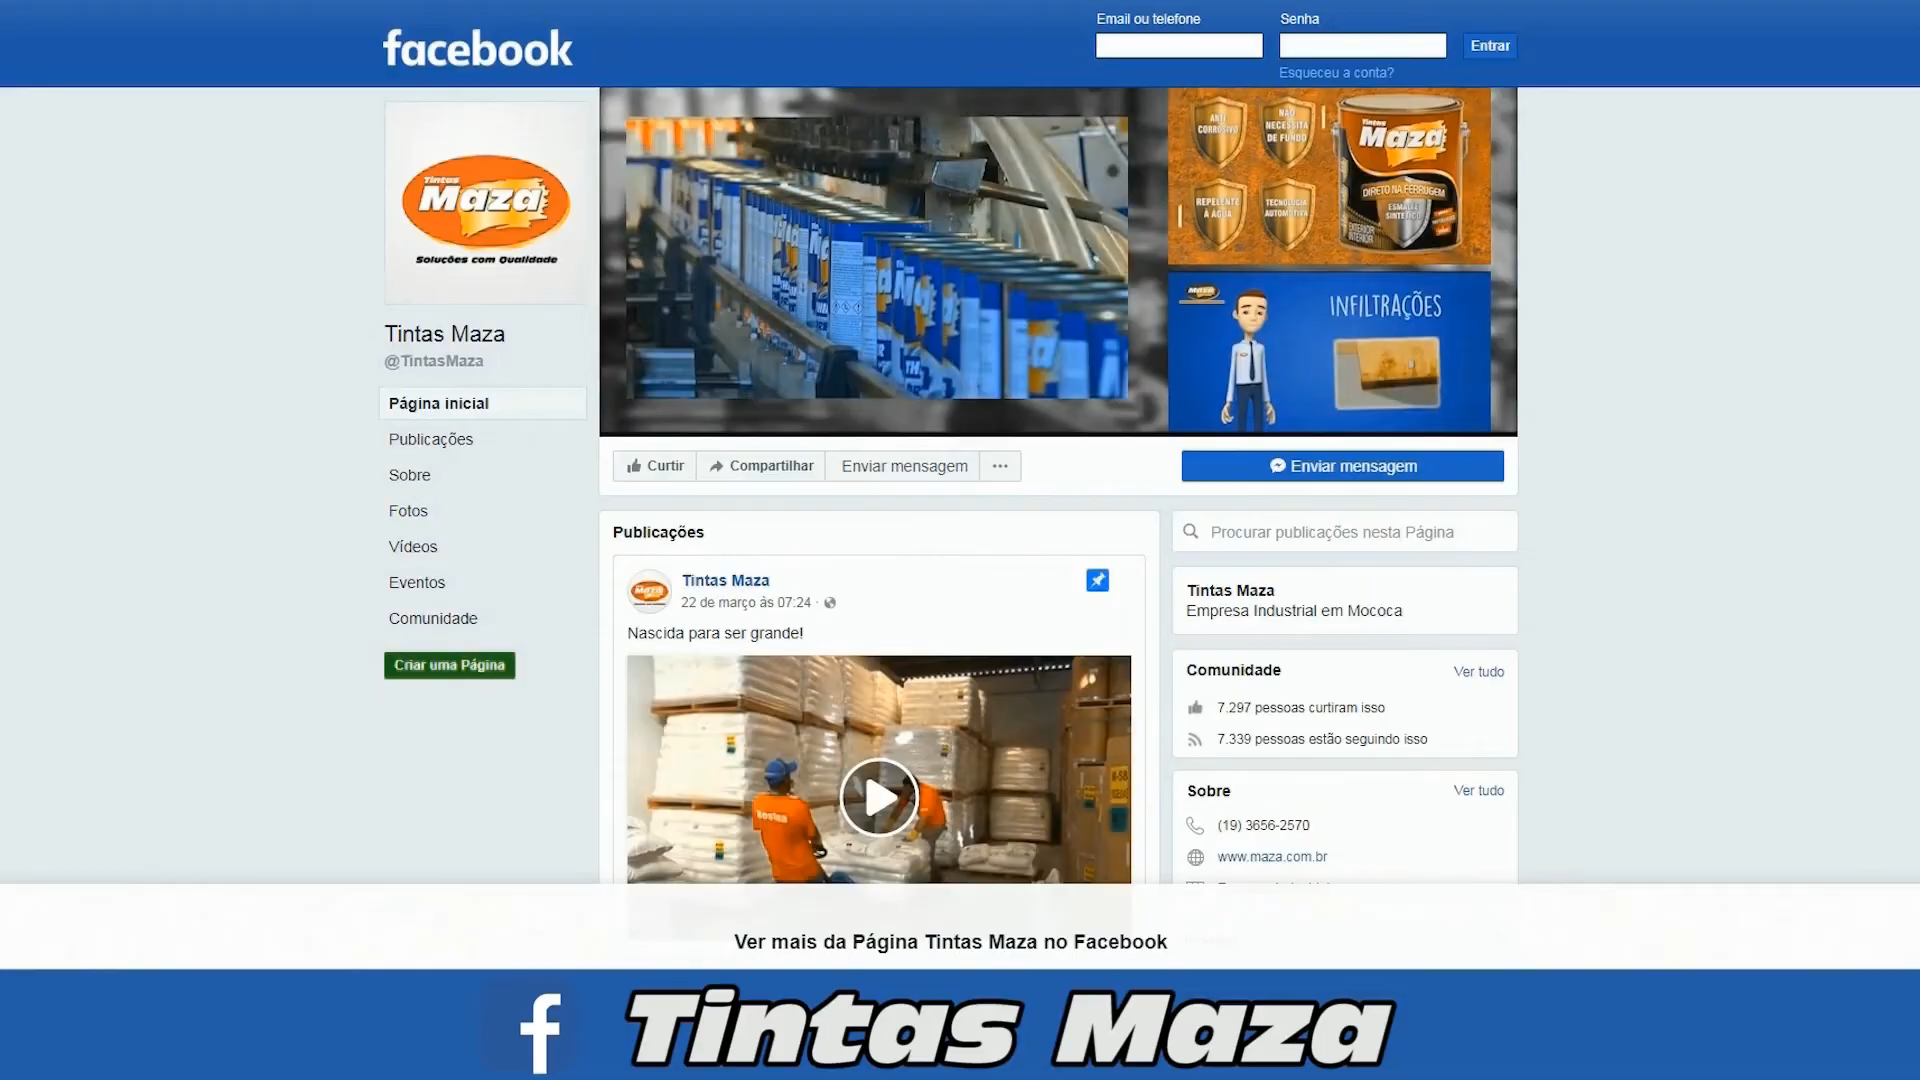 Email ou telefone
Senha
facebook
Entrar
Esqueceu a conta?
Tintas
Maza
Soluções com Qualidade
Tintas Maza
@TintasMaza
Página inicial
Publicações
Sobre
Fotos
Vídeos
Eventos
Comunidade
Criar uma Página
ANTI
CORROSIVO
NÃO
NECESSITA
DE FUNDO
REPELENTE
À ÁGUA
TECNOLOGIA
AUTOMOTIVA
Tintas
Maza
DIRETO NA FERRUGEM
ESMALTE
SINTÉTICO
EXTERIOR
INTERIOR
Maza
INFILTRAÇÕES
Curtir
Compartilhar
Enviar mensagem
Enviar mensagem
Publicações
Tintas Maza
22 de março às 07:24
Nascida para ser grande!
Procurar publicações nesta Página
Tintas Maza
Empresa Industrial em Mococa
Comunidade
Ver tudo
7.297 pessoas curtiram isso
7.339 pessoas estão seguindo isso
Sobre
Ver tudo
(19) 3656-2570
www.maza.com.br
Ver mais da Página Tintas Maza no Facebook
f Tintas Maza